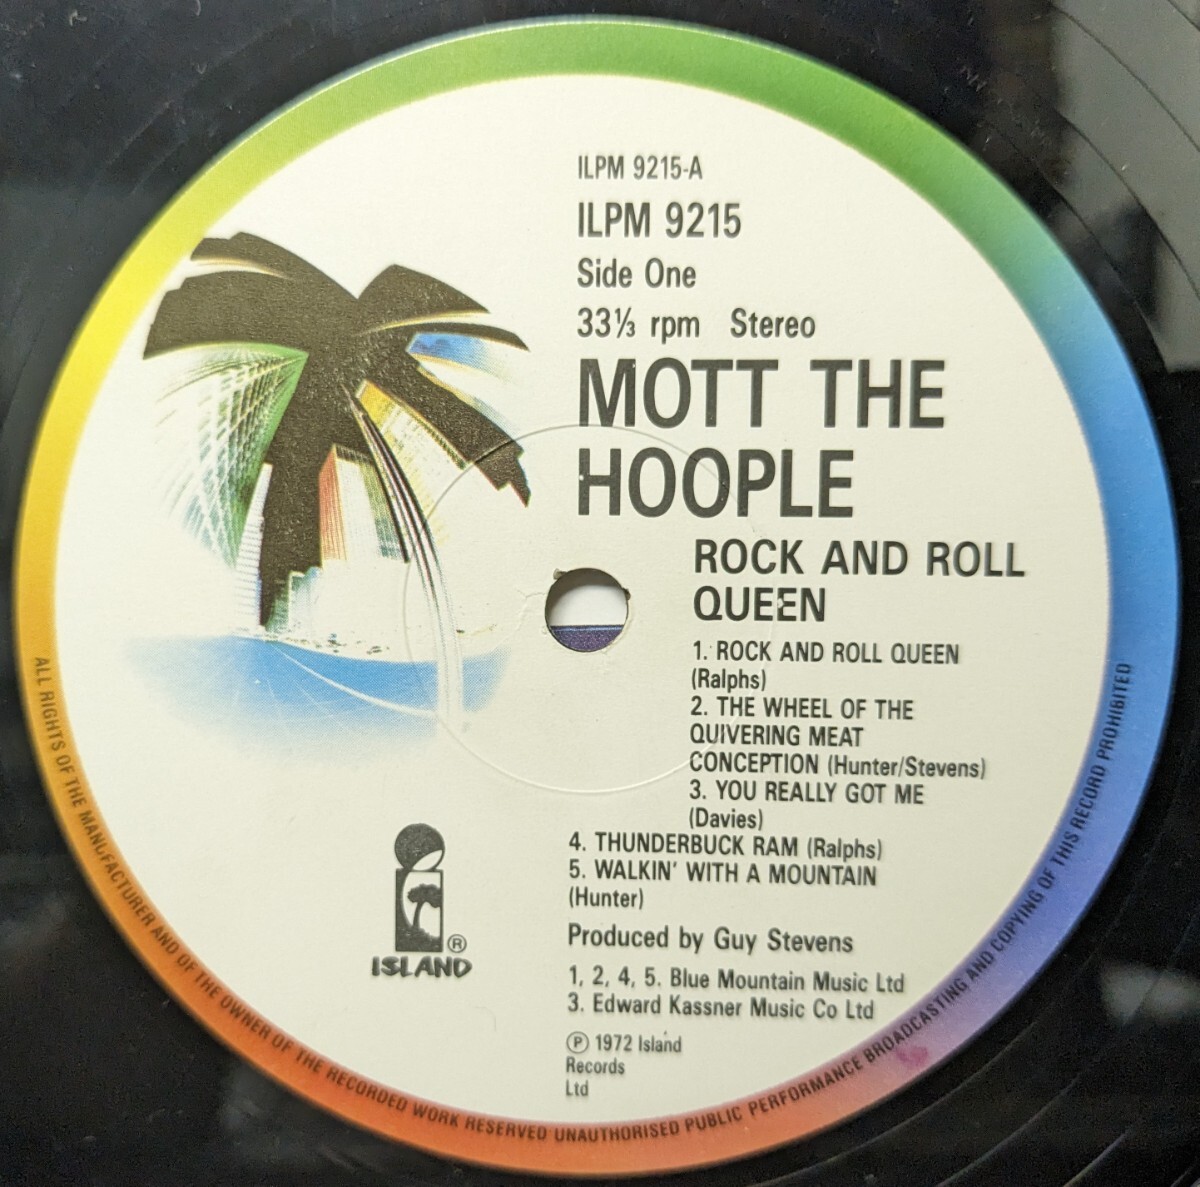 ILPM 9215-A
ILPM 9215
Side One
33⅓ rpm Stereo
MOTT THE
HOOPLE
ROCK AND ROLL
QUEEN
1. ROCK AND ROLL QUEEN
(Ralphs)
2. THE WHEEL OF THE
QUIVERING MEAT
CONCEPTION (Hunter/Stevens)
3. YOU REALLY GOT ME
(Davies)
4. THUNDERBUCK RAM (Ralphs)
5. WALKIN' WITH A MOUNTAIN
(Hunter)
Produced by Guy Stevens
1, 2, 4, 5. Blue Mountain Music Ltd
3. Edward Kassner Music Co Ltd
Ⓟ 1972 Island
Records
Ltd
®
ISLAND
ALL RIGHTS OF THE MANUFACTURER AND OF THE OWNER OF THE RECORDED WORK RESERVED UNAUTHORISED PUBLIC PERFORMANCE BROADCASTING AND COPYING OF THIS RECORD PROHIBITED